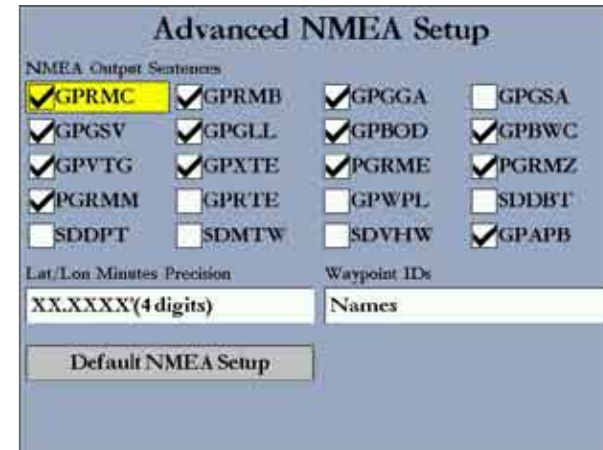 Advanced NMEA Setup
NMEA Output Sentences
GPRMC GPRMB GPGGA GPGSA
GPGSV GPGLL GPBOD GPBWC
GPVTG GPXTE PGRME PGRMZ
PGRMM GPRTE GPWPL SDDBT
SDDPT SDMTW SDVHW GPAPB
Lat/Lon Minutes Precision Waypoint IDs
XX.XXXX'(4 digits) Names
Default NMEA Setup